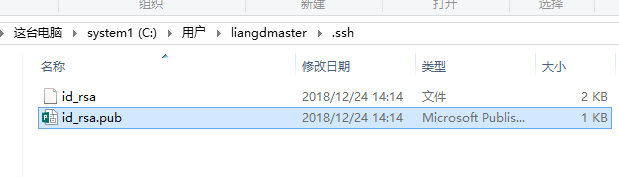 组织 新建 打开 选择
这台电脑 system1 (C:) 用户 liangdmaster .ssh
名称 修改日期 类型 大小
id_rsa 2018/12/24 14:14 文件 2 KB
id_rsa.pub 2018/12/24 14:14 Microsoft Publis... 1 KB